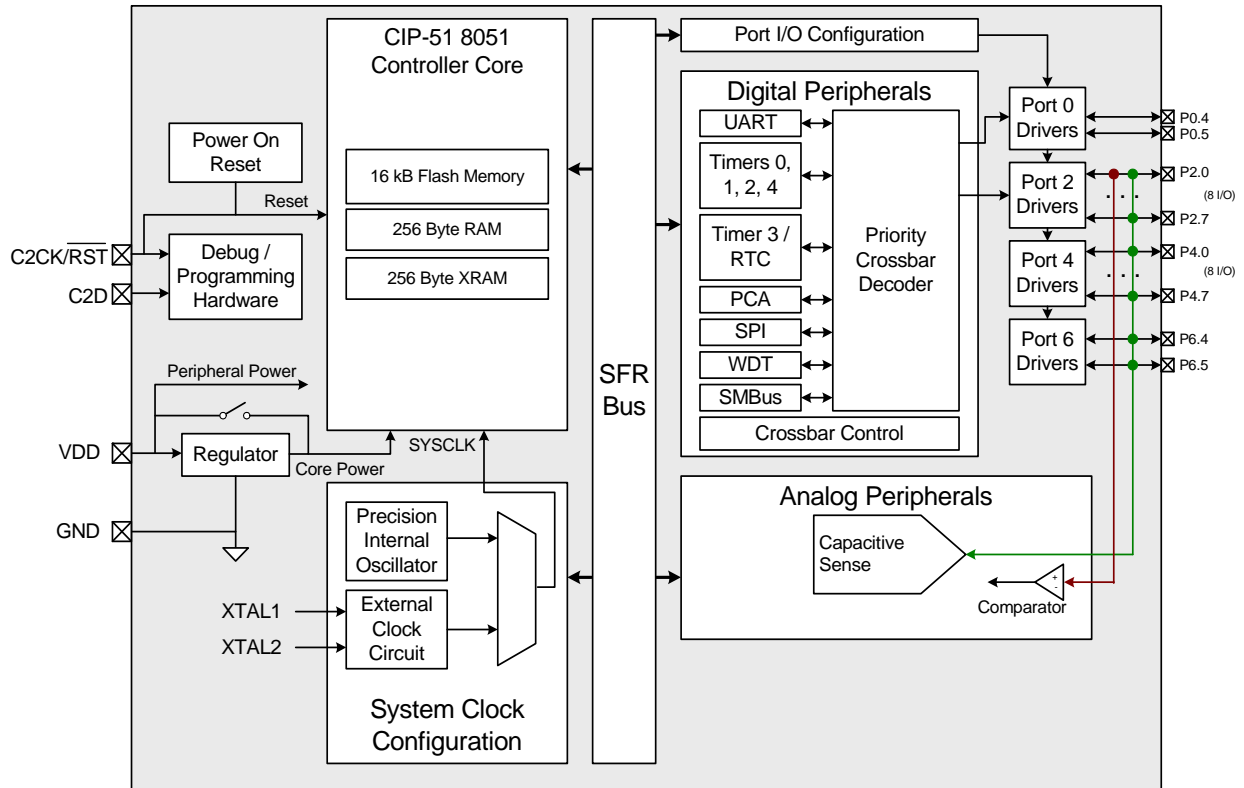 CIP-51 8051
Controller Core
16 kB Flash Memory
256 Byte RAM
256 Byte XRAM
Power On
Reset
Reset
C2CK/RST
C2D
Debug /
Programming
Hardware
Peripheral Power
VDD
Regulator
Core Power
GND
SYSCLK
Precision
Internal
Oscillator
XTAL1
XTAL2
External
Clock
Circuit
System Clock
Configuration
SFR
Bus
Port I/O Configuration
Digital Peripherals
UART
Timers 0,
1, 2, 4
Timer 3 /
RTC
PCA
SPI
WDT
SMBus
Priority
Crossbar
Decoder
Crossbar Control
Port 0
Drivers
Port 2
Drivers
Port 4
Drivers
Port 6
Drivers
P0.4
P0.5
P2.0
(8 I/O)
P2.7
P4.0
(8 I/O)
P4.7
P6.4
P6.5
Analog Peripherals
Capacitive
Sense
+
-
Comparator